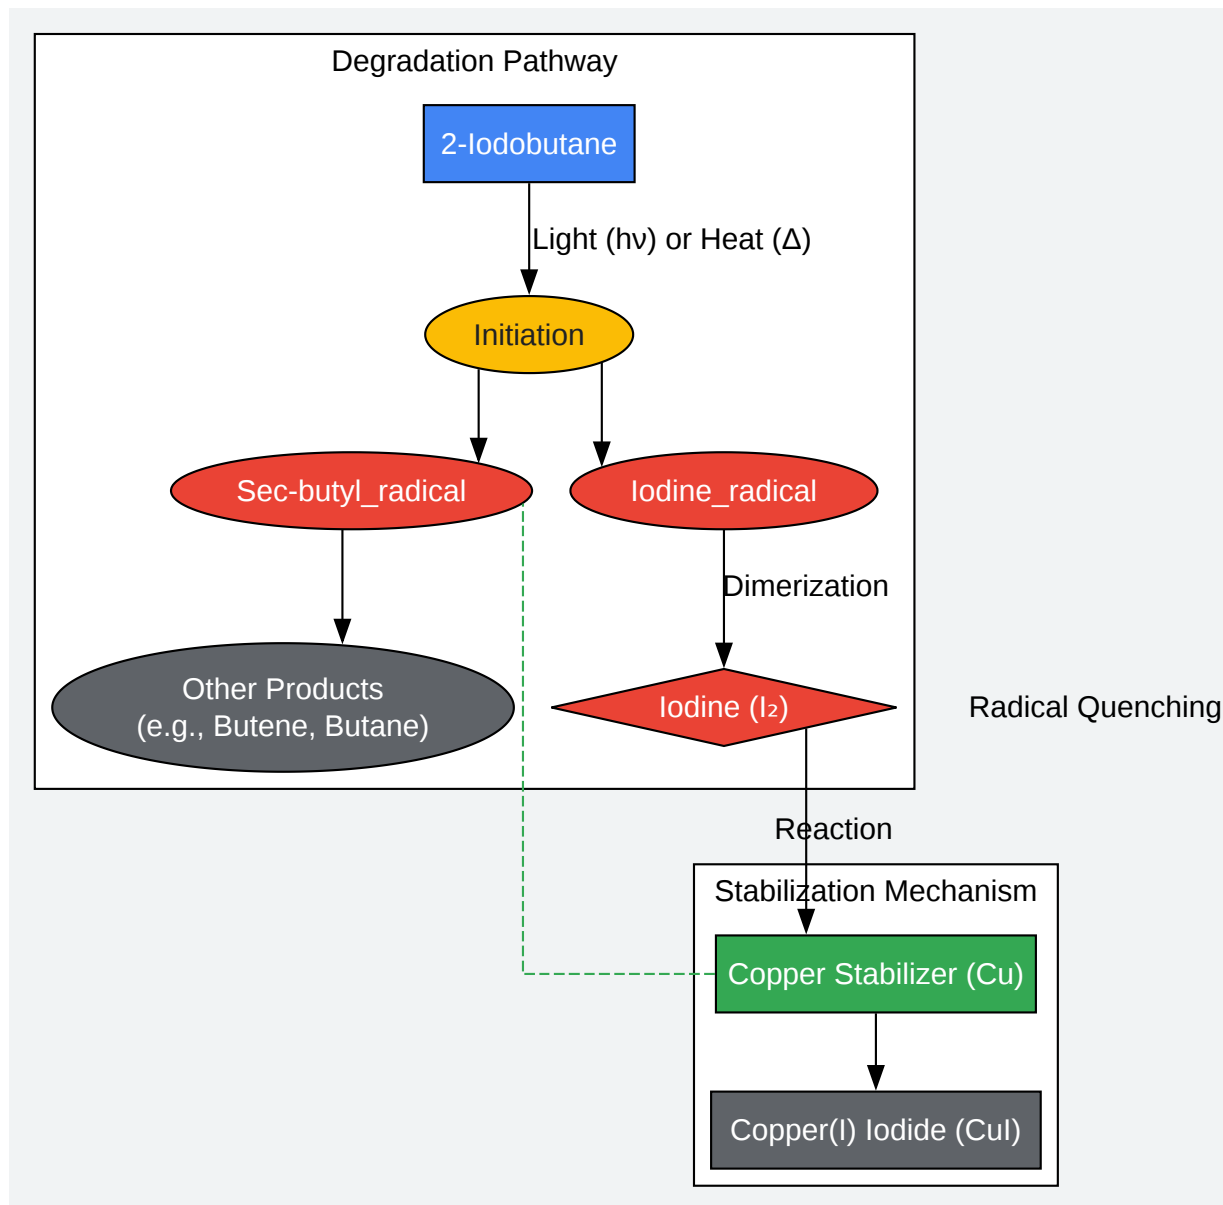 Degradation Pathway
2-Iodobutane
Light (hν) or Heat (Δ)
Initiation
Sec-butyl_radical
Iodine_radical
Dimerization
Other Products
(e.g., Butene, Butane)
Iodine (I₂)
Radical Quenching
Reaction
Stabilization Mechanism
Copper Stabilizer (Cu)
Copper(I) Iodide (CuI)